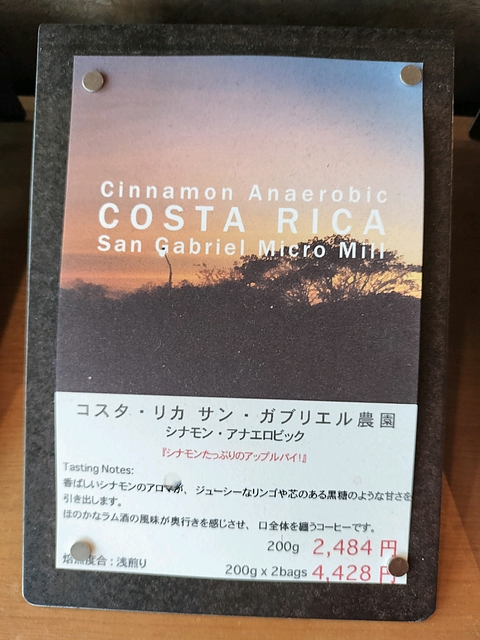 Cinnamon Anaerobic
COSTA RICA
San Gabriel Micro Mill
コスタ・リカ サン・ガブリエル農園
シナモン・アナエロビック
『シナモンたっぷりのアップルパイ!』
Tasting Notes:
香ばしいシナモンのアロマが、ジューシーなリンゴや芯のある黒糖のような甘さを
引き出します。
ほのかなラム酒の風味が奥行きを感じさせ、口全体を纏うコーヒーです。
200g 2,484 円
焙煎度合：浅煎り
200g x 2bags 4,428 円